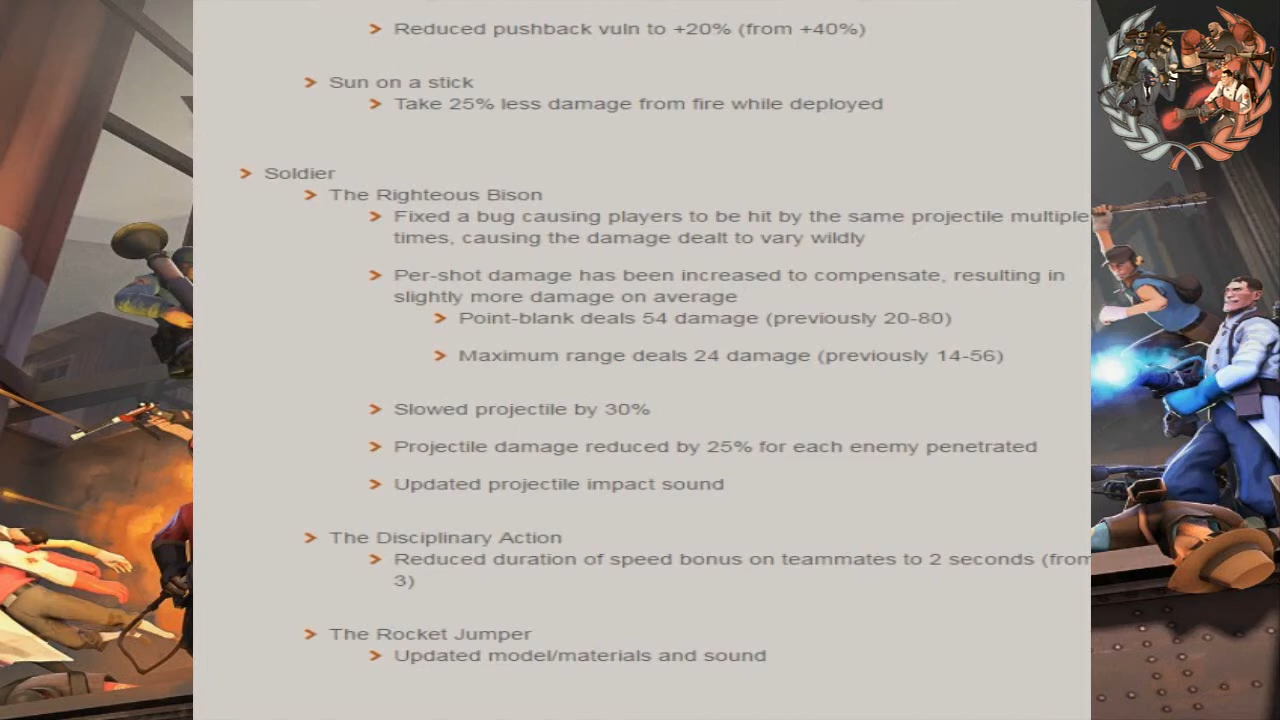 Reduced pushback vuln to +20% (from +40%)
Sun on a stick
Take 25% less damage from fire while deployed
Soldier
The Righteous Bison
Fixed a bug causing players to be hit by the same projectile multiple
times, causing the damage dealt to vary wildly
Per-shot damage has been increased to compensate, resulting in
slightly more damage on average
Point-blank deals 54 damage (previously 20-80)
Maximum range deals 24 damage (previously 14-56)
Slowed projectile by 30%
Projectile damage reduced by 25% for each enemy penetrated
Updated projectile impact sound
The Disciplinary Action
Reduced duration of speed bonus on teammates to 2 seconds (from
3)
The Rocket Jumper
Updated model/materials and sound